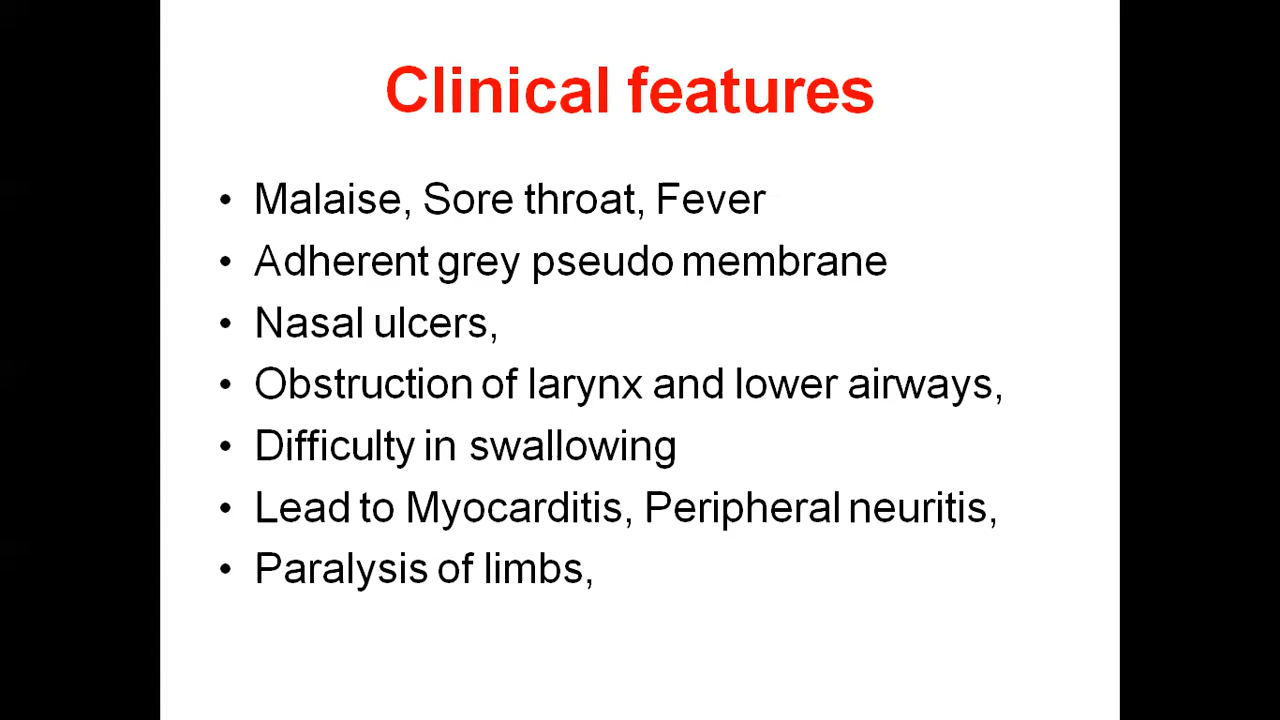 Clinical features
• Malaise, Sore throat, Fever
• Adherent grey pseudo membrane
• Nasal ulcers,
• Obstruction of larynx and lower airways,
• Difficulty in swallowing
• Lead to Myocarditis, Peripheral neuritis,
• Paralysis of limbs,